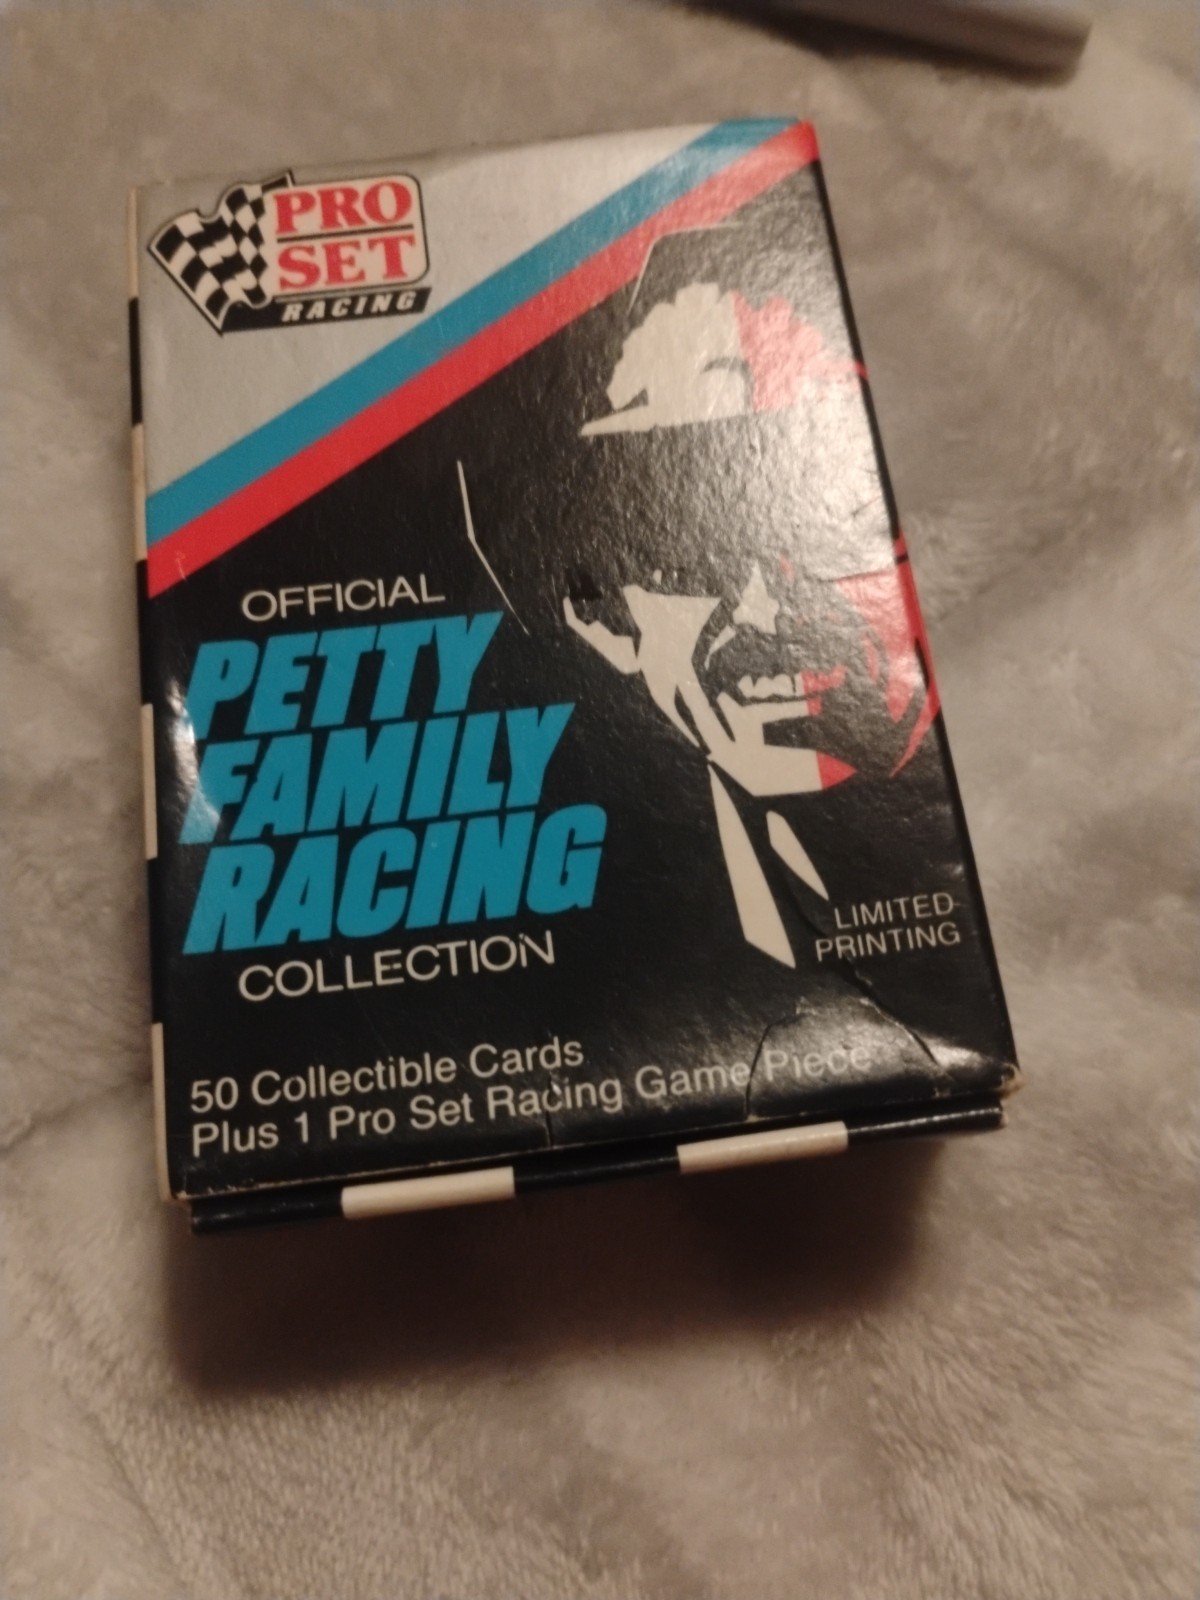 PRO
SET
RACING
OFFICIAL
PETTY
FAMILY
RACING
COLLECTION
LIMITED
PRINTING
50 Collectible Cards
Plus 1 Pro Set Racing Game Piece